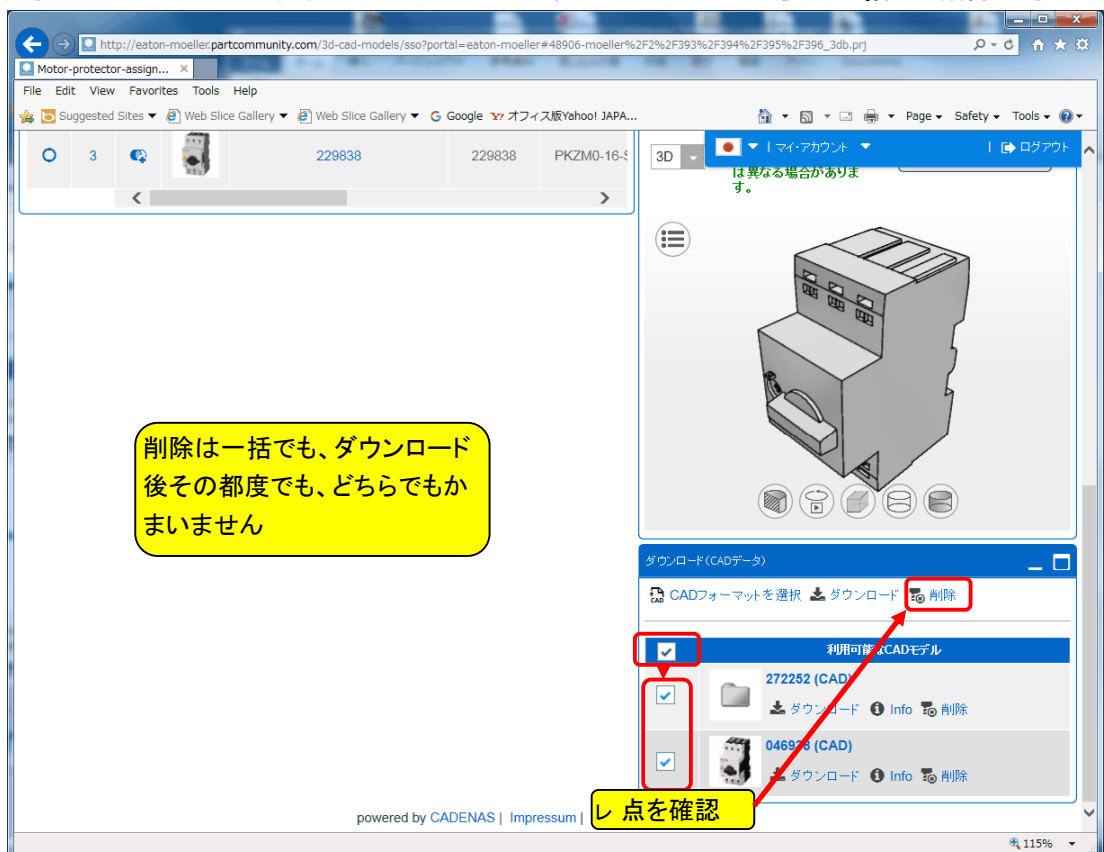 http://eaton-moeller.partcommunity.com/3d-cad-models/sso?portal=eaton-moeller#48906-moeller%2F2%2F393%2F394%2F395%2F396_3db.prj
Motor-protector-assign...
File Edit View Favorites Tools Help
Suggested Sites Web Slice Gallery Web Slice Gallery Google オフィス版Yahoo! JAPA... Page Safety Tools
3 229838 229838 PKZM0-16-S
3D
マイ・アカウント
ログアウト
は異なる場合がありま
す。
削除は一括でも、ダウンロード
後その都度でも、どちらでもか
まいません
ダウンロード(CADデータ)
CADフォーマットを選択 ダウンロード 削除
利用可能なCADモデル
272252 (CAD)
ダウンロード Info 削除
046938 (CAD)
ダウンロード Info 削除
レ 点を確認
powered by CADENAS | Impressum |
115%